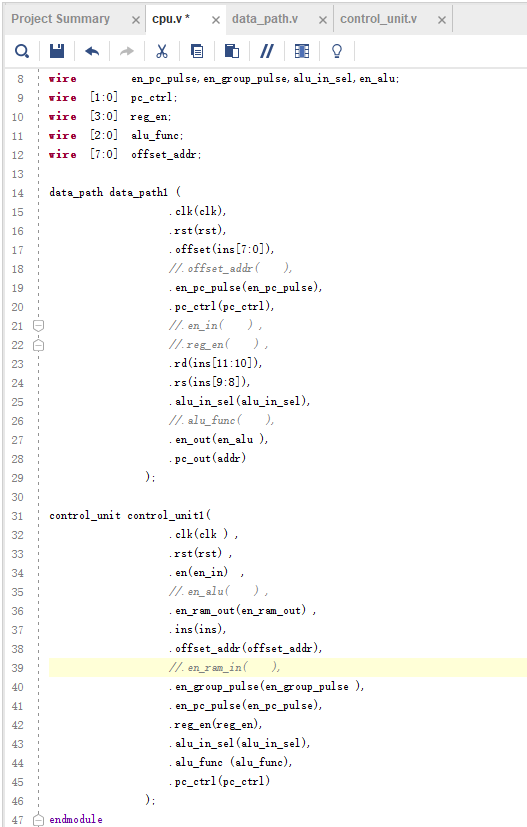 Project Summary × cpu.v * × data_path.v × control_unit.v ×
8 wire en_pc_pulse,en_group_pulse,alu_in_sel,en_alu;
9 wire [1:0] pc_ctrl;
10 wire [3:0] reg_en;
11 wire [2:0] alu_func;
12 wire [7:0] offset_addr;
13
14 data_path data_path1 (
15 .clk(clk),
16 .rst(rst),
17 .offset(ins[7:0]),
18 //.offset_addr( ),
19 .en_pc_pulse(en_pc_pulse),
20 .pc_ctrl(pc_ctrl),
21 //.en_in( ) ,
22 //.reg_en( ) ,
23 .rd(ins[11:10]),
24 .rs(ins[9:8]),
25 .alu_in_sel(alu_in_sel),
26 //.alu_func( ),
27 .en_out(en_alu ),
28 .pc_out(addr)
29 );
30
31 control_unit control_unit1(
32 .clk(clk ) ,
33 .rst(rst) ,
34 .en(en_in) ,
35 //.en_alu( ) ,
36 .en_ram_out(en_ram_out) ,
37 .ins(ins),
38 .offset_addr(offset_addr),
39 //.en_ram_in( ),
40 .en_group_pulse(en_group_pulse ),
41 .en_pc_pulse(en_pc_pulse),
42 .reg_en(reg_en),
43 .alu_in_sel(alu_in_sel),
44 .alu_func (alu_func),
45 .pc_ctrl(pc_ctrl)
46 );
47 endmodule